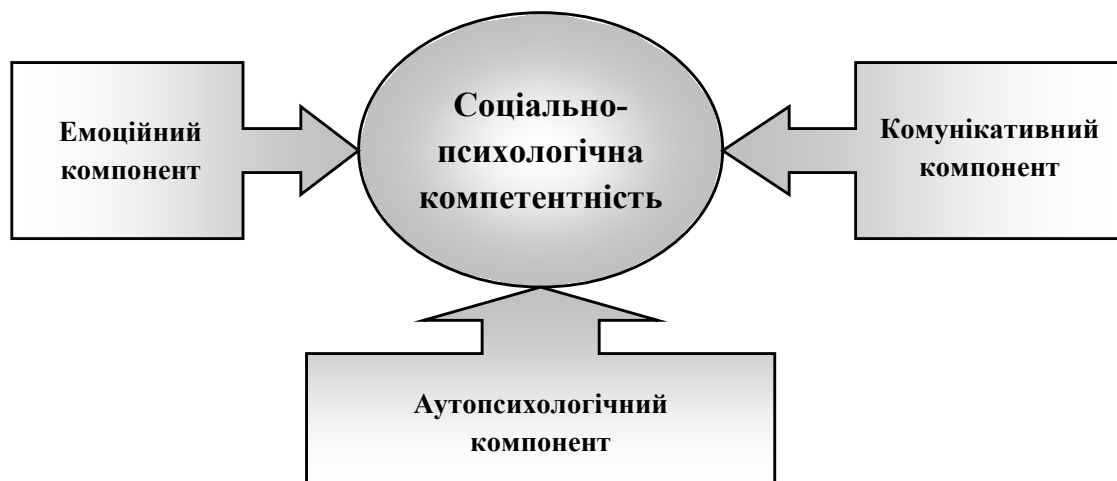 Емоційний
компонент
Соціально-
психологічна
компетентність
Комунікативний
компонент
Аутопсихологічний
компонент